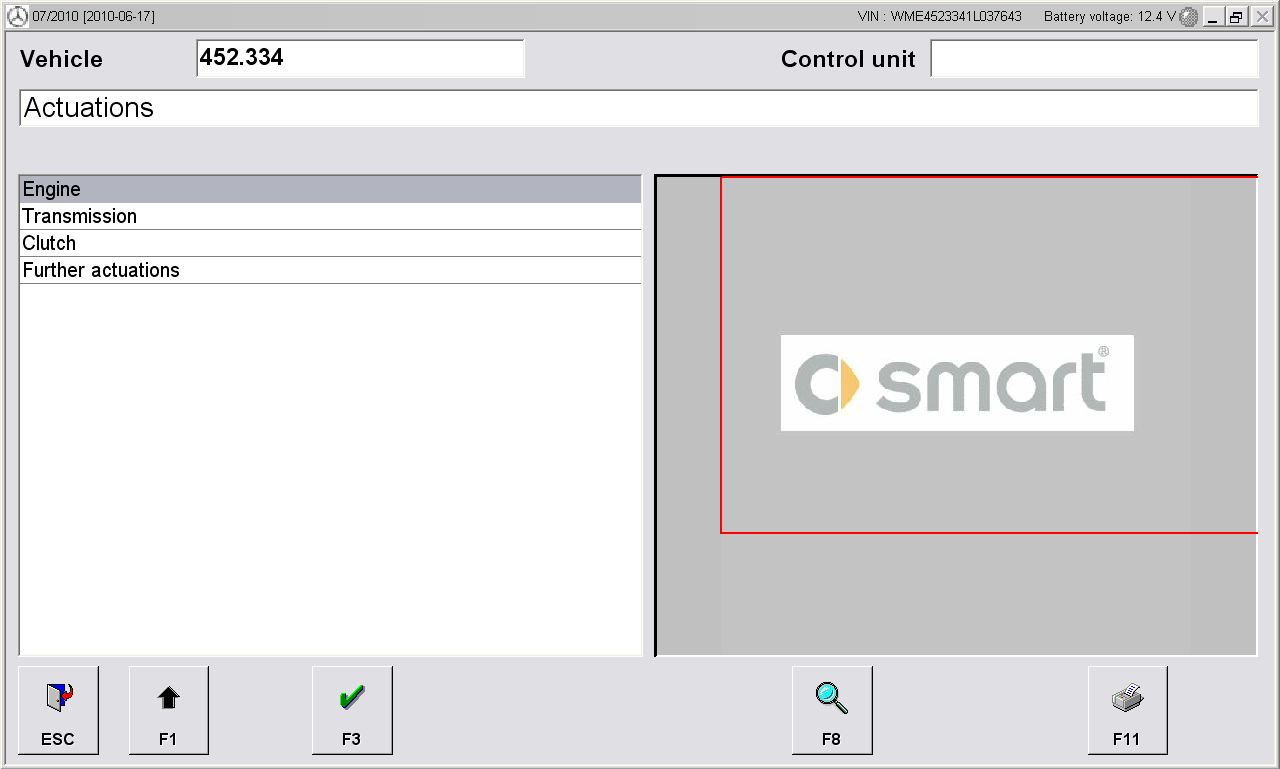 07/2010 [2010-06-17] VIN : WME4523341L037643 Battery voltage: 12.4 V
Vehicle 452.334 Control unit
Actuations
Engine
Transmission
Clutch
Further actuations
smart®
ESC F1 F3 F8 F11